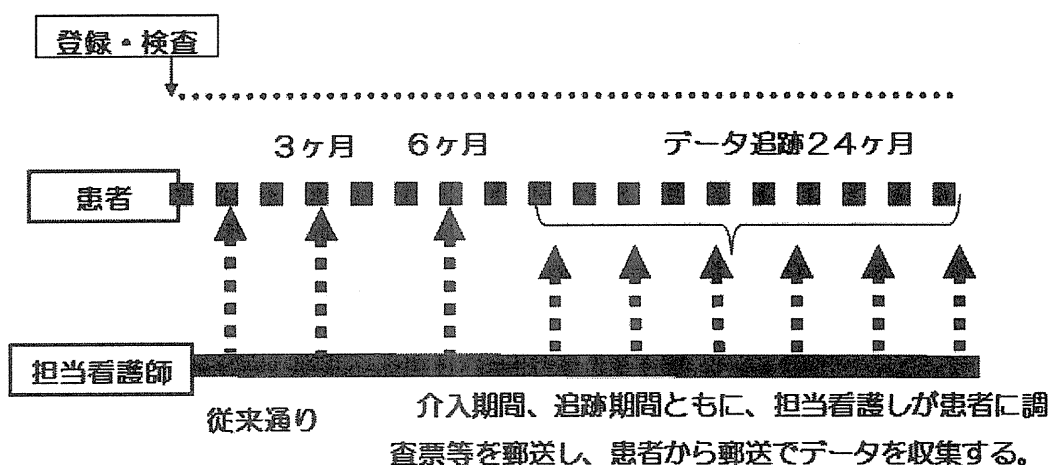 登録・検査
3ヶ月 6ヶ月 データ追跡24ヶ月
患者
担当看護師
従来通り
介入期間、追跡期間ともに、担当看護しが患者に調
査票等を郵送し、患者から郵送でデータを収集する。